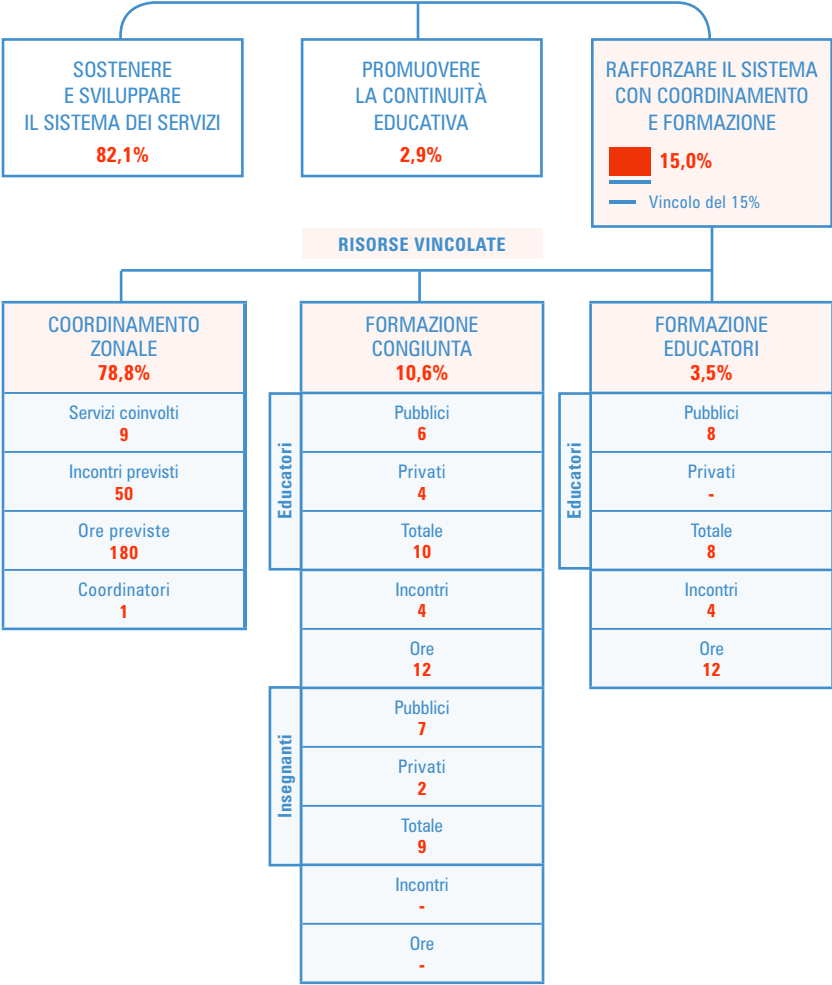 SOSTENERE
E SVILUPPARE
IL SISTEMA DEI SERVIZI
82,1%
PROMUOVERE
LA CONTINUITÀ
EDUCATIVA
2,9%
RAFFORZARE IL SISTEMA
CON COORDINAMENTO
E FORMAZIONE
15,0%
Vincolo del 15%
RISORSE VINCOLATE
COORDINAMENTO
ZONALE
78,8%
Servizi coinvolti
9
Incontri previsti
50
Ore previste
180
Coordinatori
1
FORMAZIONE
CONGIUNTA
10,6%
Educatori
Pubblici
6
Privati
4
Totale
10
Incontri
4
Ore
12
Insegnanti
Pubblici
7
Privati
2
Totale
9
Incontri
-
Ore
-
FORMAZIONE
EDUCATORI
3,5%
Educatori
Pubblici
8
Privati
-
Totale
8
Incontri
4
Ore
12